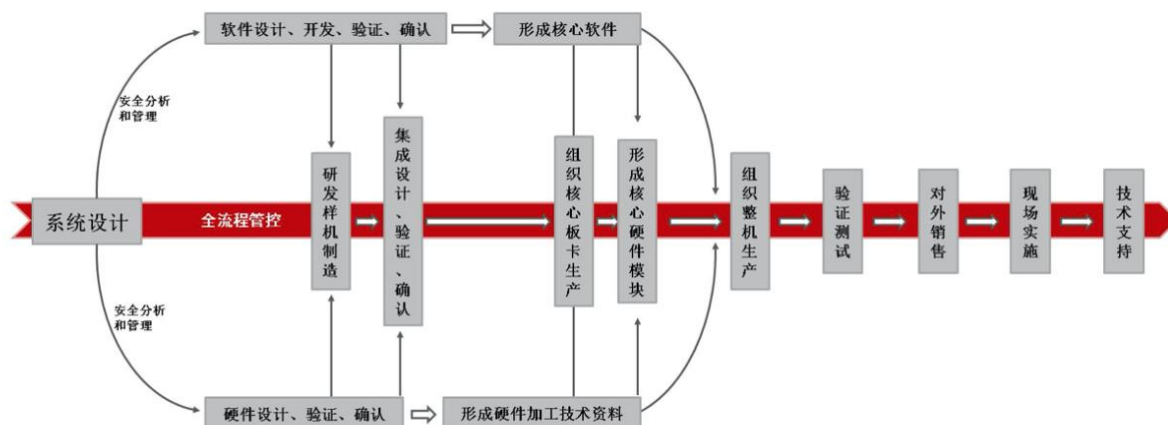 软件设计、开发、验证、确认
形成核心软件
安全分析
和管理
系统设计
全流程管控
研发样机制造
集成设计、验证、确认
组织核心板卡生产
形成核心硬件模块
组织整机生产
验证测试
对外销售
现场实施
技术支持
安全分析
和管理
硬件设计、验证、确认
形成硬件加工技术资料